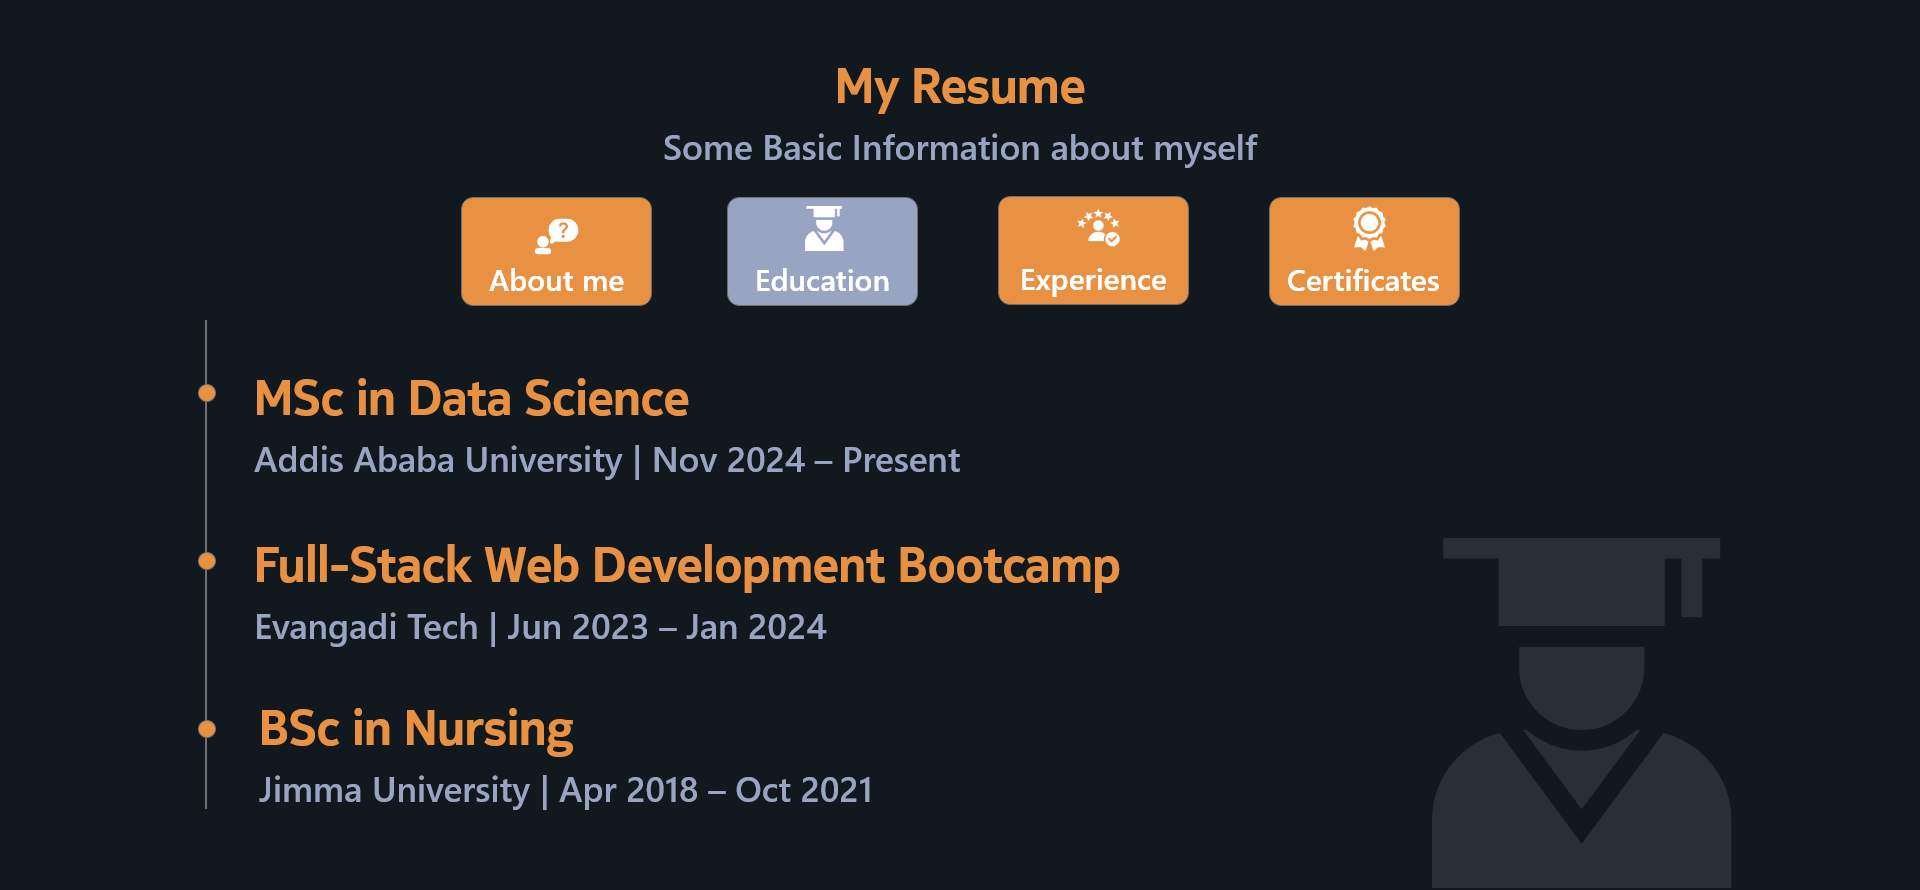 My Resume
Some Basic Information about myself
About me
Education
Experience
Certificates
MSc in Data Science
Addis Ababa University | Nov 2024 – Present
Full-Stack Web Development Bootcamp
Evangadi Tech | Jun 2023 – Jan 2024
BSc in Nursing
Jimma University | Apr 2018 – Oct 2021